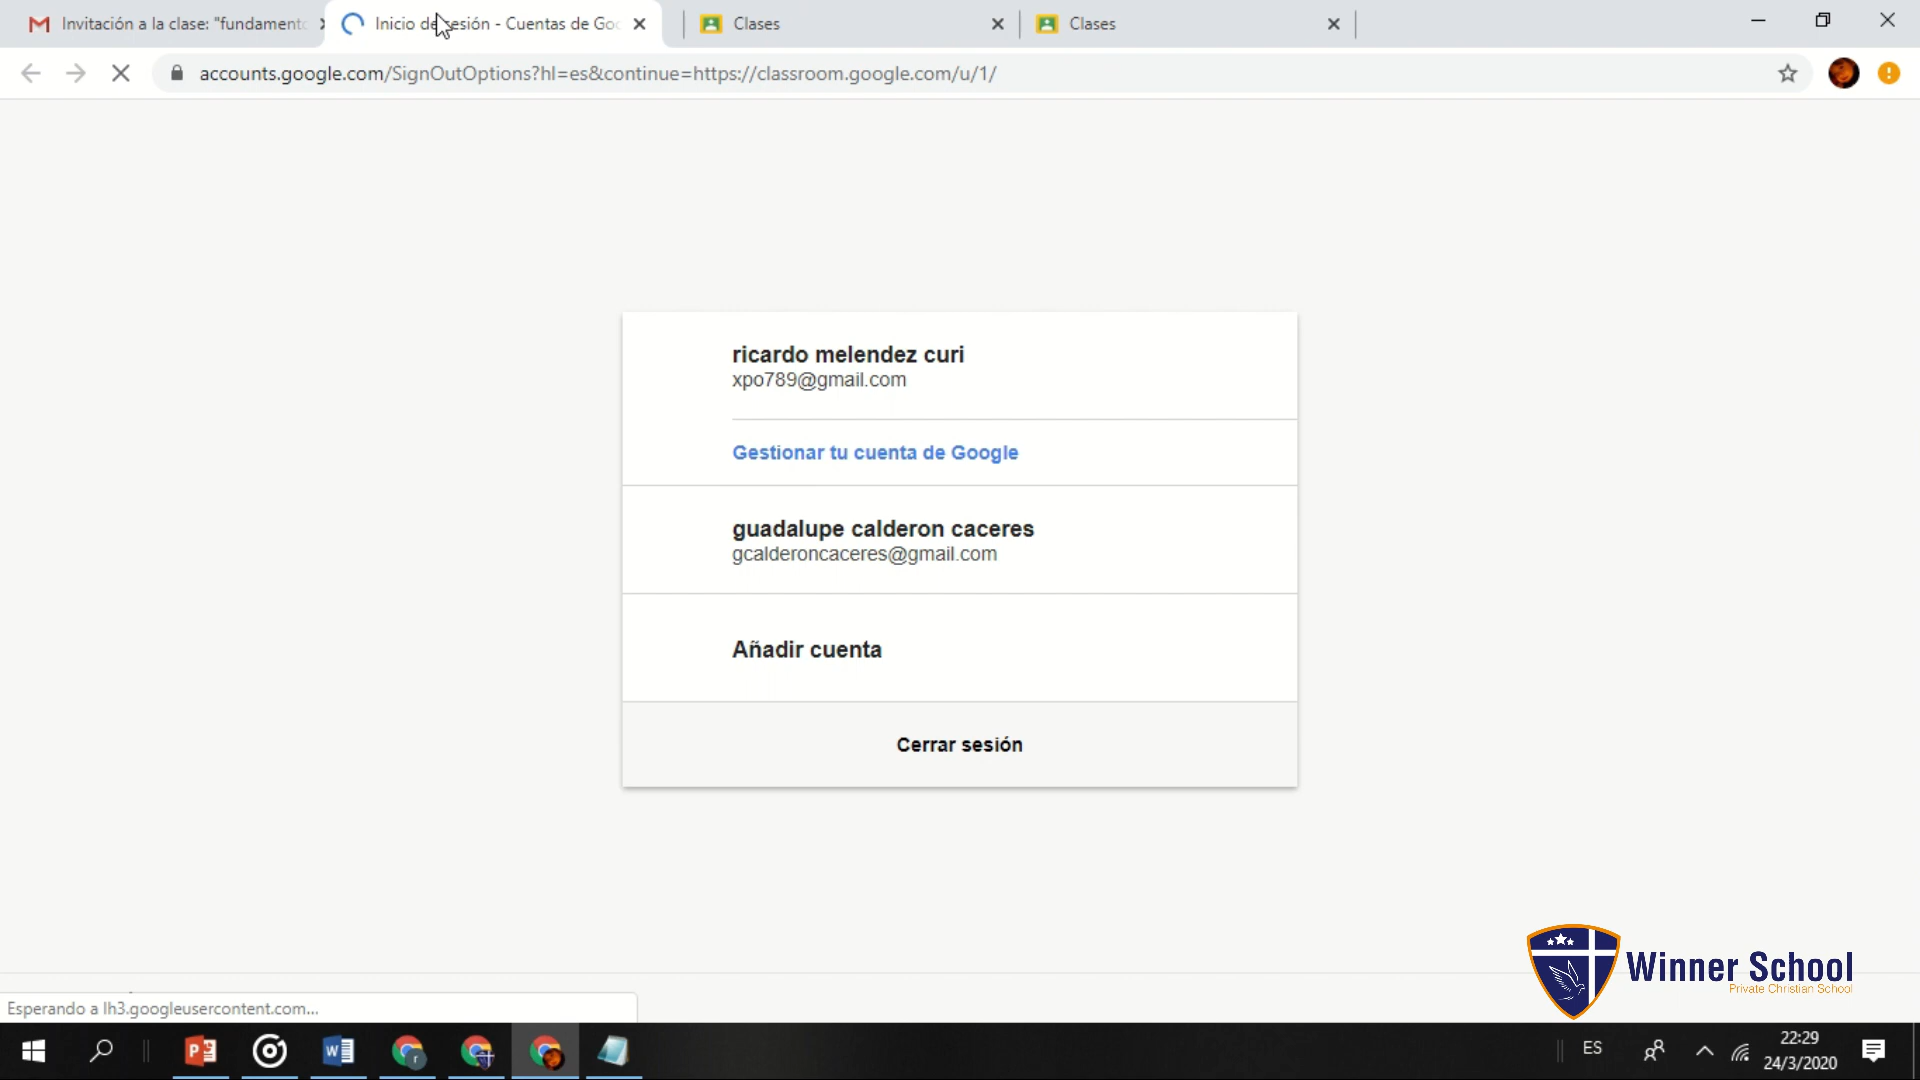 Invitación a la clase: "fundament
Inicio de sesión - Cuentas de Goo
Clases
Clases
accounts.google.com/SignOutOptions?hl=es&continue=https://classroom.google.com/u/1/
ricardo melendez curi
xpo789@gmail.com
Gestionar tu cuenta de Google
guadalupe calderon caceres
gcalderoncaceres@gmail.com
Añadir cuenta
Cerrar sesión
Winner School
Private Christian School
Esperando a lh3.googleusercontent.com...
ES
22:29
24/3/2020